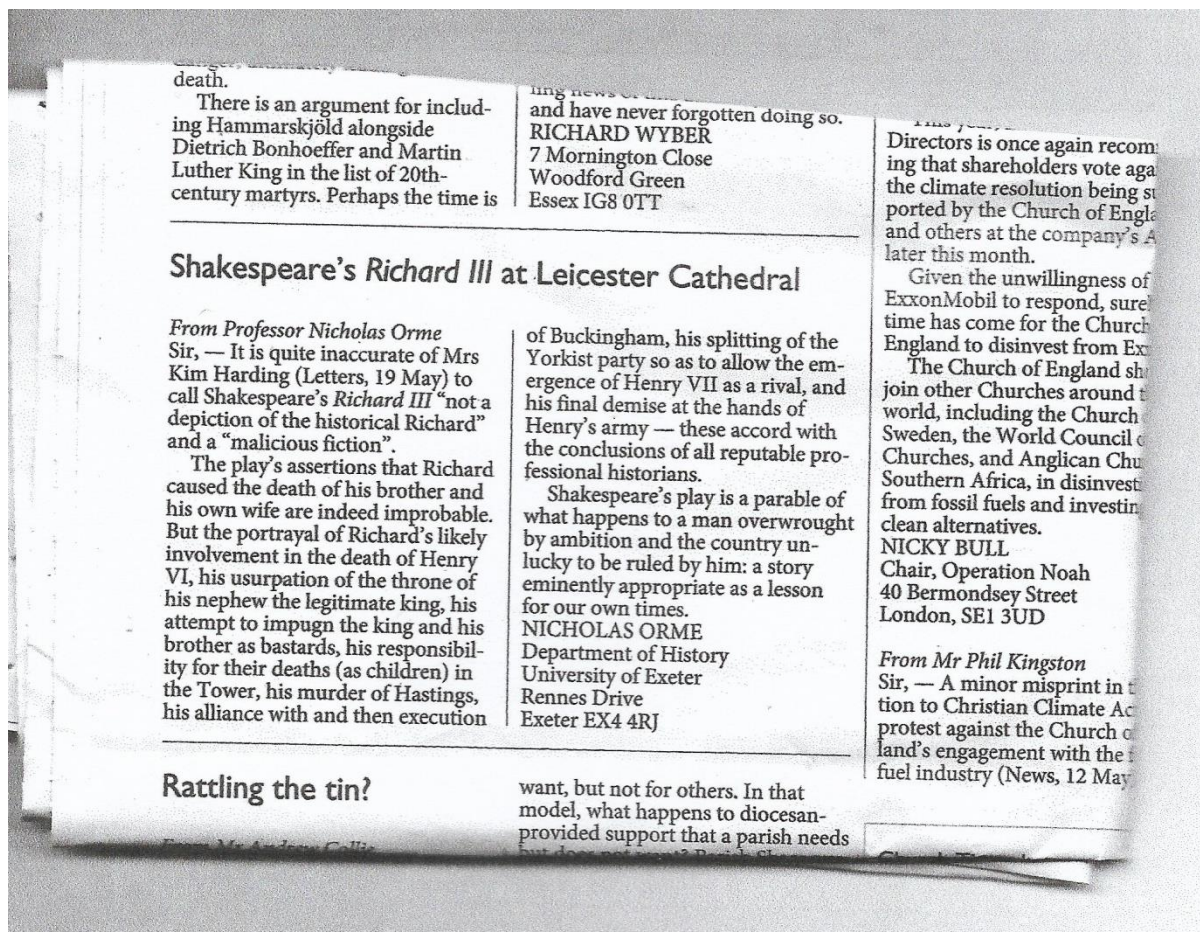 death.
There is an argument for includ-
ing Hammarskjöld alongside
Dietrich Bonhoeffer and Martin
Luther King in the list of 20th-
century martyrs. Perhaps the time is
ing news
and have never forgotten doing so.
RICHARD WYBER
7 Mornington Close
Woodford Green
Essex IG8 0TT
Shakespeare's Richard III at Leicester Cathedral
From Professor Nicholas Orme
Sir, — It is quite inaccurate of Mrs
Kim Harding (Letters, 19 May) to
call Shakespeare's Richard III “not a
depiction of the historical Richard”
and a “malicious fiction”.
The play's assertions that Richard
caused the death of his brother and
his own wife are indeed improbable.
But the portrayal of Richard's likely
involvement in the death of Henry
VI, his usurpation of the throne of
his nephew the legitimate king, his
attempt to impugn the king and his
brother as bastards, his responsibil-
ity for their deaths (as children) in
the Tower, his murder of Hastings,
his alliance with and then execution
of Buckingham, his splitting of the
Yorkist party so as to allow the em-
ergence of Henry VII as a rival, and
his final demise at the hands of
Henry's army — these accord with
the conclusions of all reputable pro-
fessional historians.
Shakespeare's play is a parable of
what happens to a man overwrought
by ambition and the country un-
lucky to be ruled by him: a story
eminently appropriate as a lesson
for our own times.
NICHOLAS ORME
Department of History
University of Exeter
Rennes Drive
Exeter EX4 4RJ
Rattling the tin?
From Mr Andrew Collie
want, but not for others. In that
model, what happens to diocesan-
provided support that a parish needs
Directors is once again recom
ing that shareholders vote aga
the climate resolution being su
ported by the Church of Engla
and others at the company's A
later this month.
Given the unwillingness of
ExxonMobil to respond, sure
time has come for the Church
England to disinvest from Ex
The Church of England sh
join other Churches around t
world, including the Church
Sweden, the World Council o
Churches, and Anglican Chu
Southern Africa, in disinvest
from fossil fuels and investin
clean alternatives.
NICKY BULL
Chair, Operation Noah
40 Bermondsey Street
London, SE1 3UD
From Mr Phil Kingston
Sir, — A minor misprint in t
tion to Christian Climate Ac
protest against the Church o
land's engagement with the
fuel industry (News, 12 May